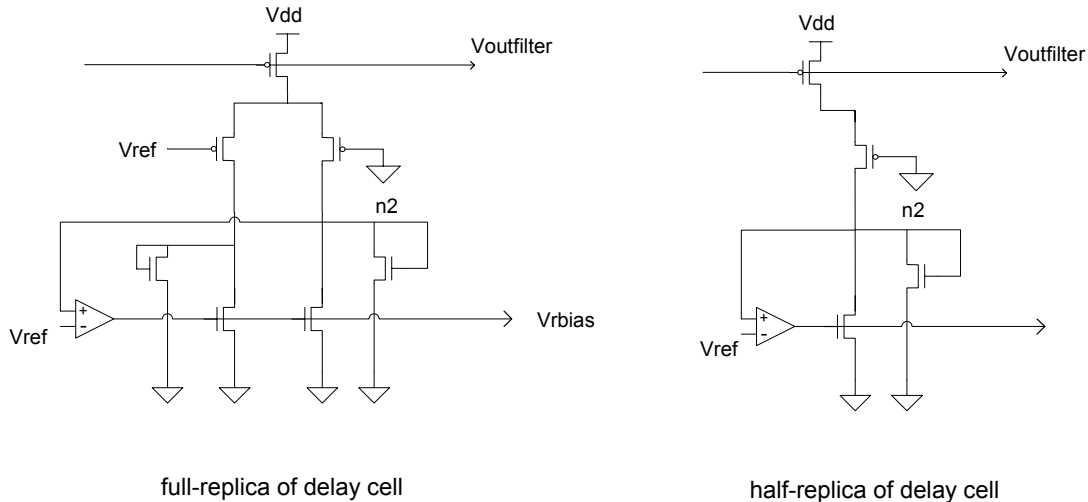 Vdd
Voutfilter
Vref
n2
+
-
Vref
Vrbias
full-replica of delay cell
Vdd
Voutfilter
n2
+
-
Vref
half-replica of delay cell